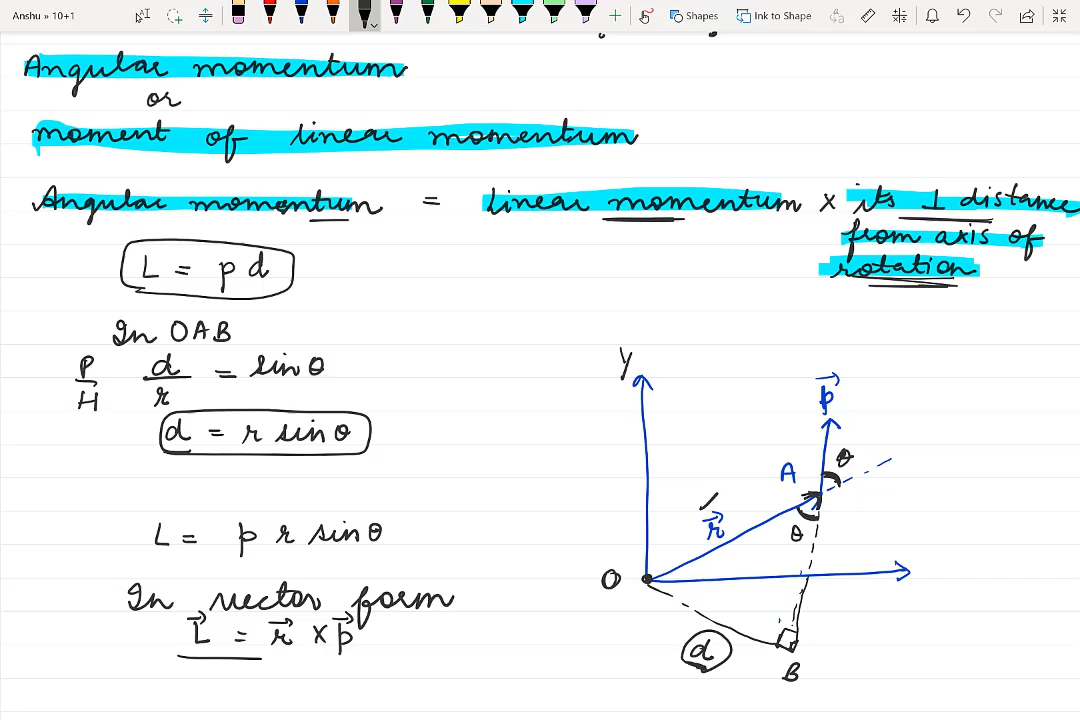 Anshu » 10+1
Shapes
Ink to Shape
Angular momentum
or
moment of linear momentum
Angular momentum = linear momentum × its ⊥ distance
from axis of
rotation
L = p d
In OAB
P/H d/r = sin θ
d = r sin θ
L = p r sin θ
In vector form
L⃗ = r⃗ × p⃗
Y
p⃗
A
θ
r⃗
θ
O
d
B